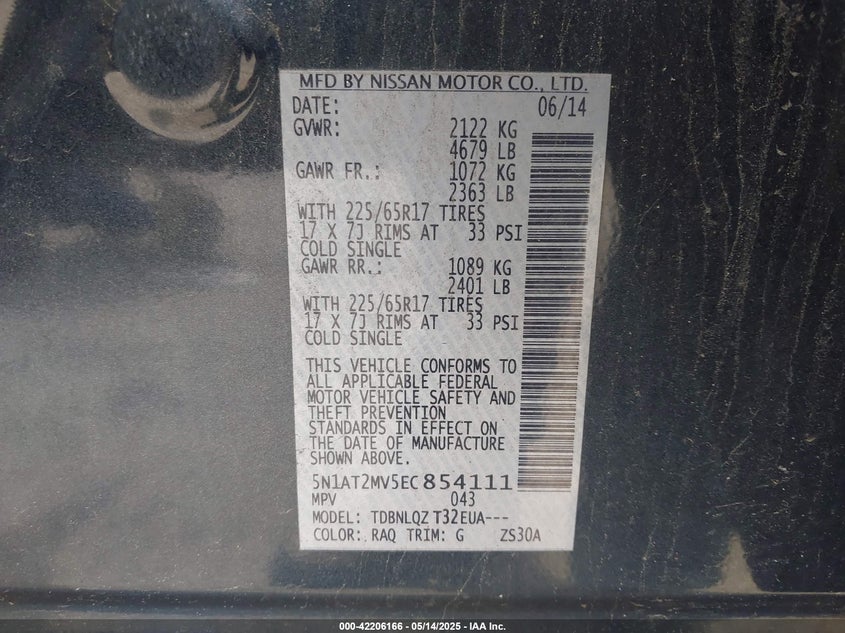 MFD BY NISSAN MOTOR CO., LTD.
DATE: 06/14
GVWR: 2122 KG
4679 LB
GAWR FR.: 1072 KG
2363 LB
WITH 225/65R17 TIRES
17 X 7J RIMS AT 33 PSI
COLD SINGLE
GAWR RR.: 1089 KG
2401 LB
WITH 225/65R17 TIRES
17 X 7J RIMS AT 33 PSI
COLD SINGLE
THIS VEHICLE CONFORMS TO
ALL APPLICABLE FEDERAL
MOTOR VEHICLE SAFETY AND
THEFT PREVENTION
STANDARDS IN EFFECT ON
THE DATE OF MANUFACTURE
SHOWN ABOVE.
5N1AT2MV5EC854111
MPV 043
MODEL: TDBNLQZ T32EUA---
COLOR: RAQ TRIM: G ZS30A
000-42206166 - 05/14/2025 - IAA Inc.